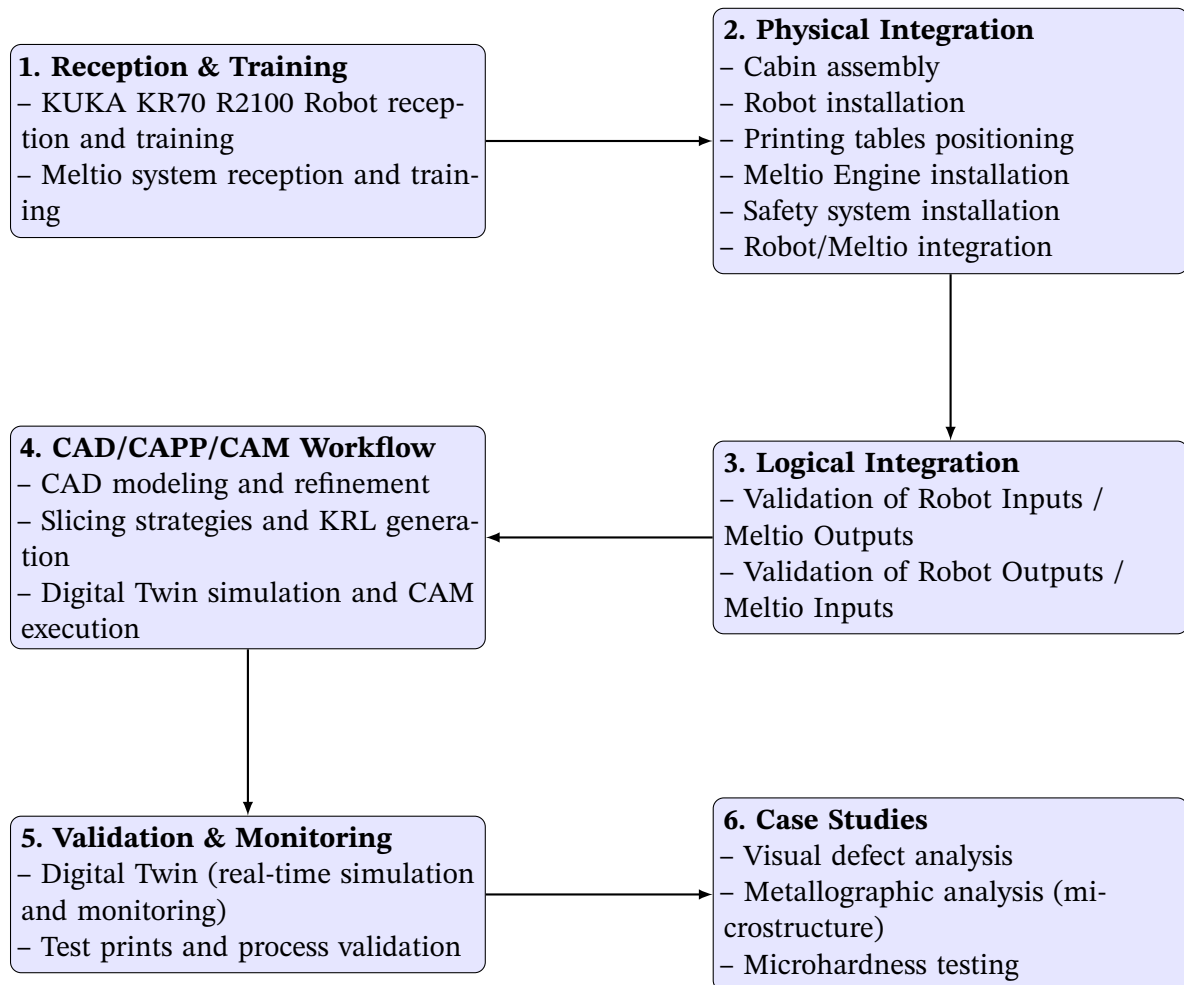 1. Reception & Training
– KUKA KR70 R2100 Robot recep-
tion and training
– Meltio system reception and train-
ing
2. Physical Integration
– Cabin assembly
– Robot installation
– Printing tables positioning
– Meltio Engine installation
– Safety system installation
– Robot/Meltio integration
3. Logical Integration
– Validation of Robot Inputs /
Meltio Outputs
– Validation of Robot Outputs /
Meltio Inputs
4. CAD/CAPP/CAM Workflow
– CAD modeling and refinement
– Slicing strategies and KRL genera-
tion
– Digital Twin simulation and CAM
execution
5. Validation & Monitoring
– Digital Twin (real-time simulation
and monitoring)
– Test prints and process validation
6. Case Studies
– Visual defect analysis
– Metallographic analysis (mi-
crostructure)
– Microhardness testing